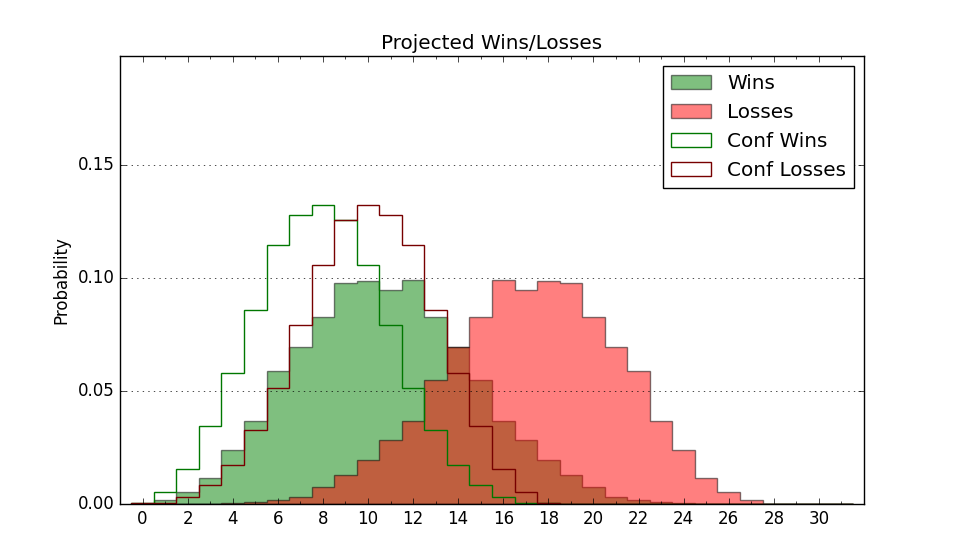 Projected Wins/Losses
Wins
Losses
Conf Wins
Conf Losses
Probability
0.15
0.10
0.05
0.00
0 2 4 6 8 10 12 14 16 18 20 22 24 26 28 30